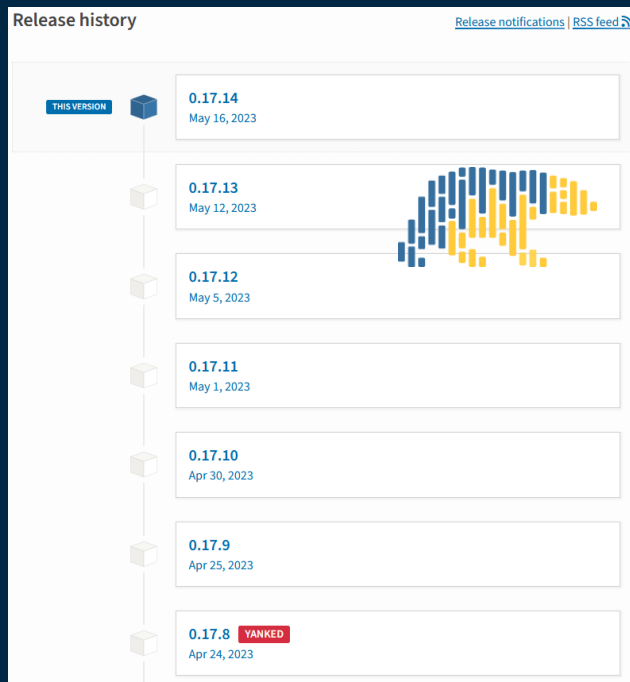 Release history
Release notifications | RSS feed
THIS VERSION
0.17.14
May 16, 2023
0.17.13
May 12, 2023
0.17.12
May 5, 2023
0.17.11
May 1, 2023
0.17.10
Apr 30, 2023
0.17.9
Apr 25, 2023
0.17.8 YANKED
Apr 24, 2023